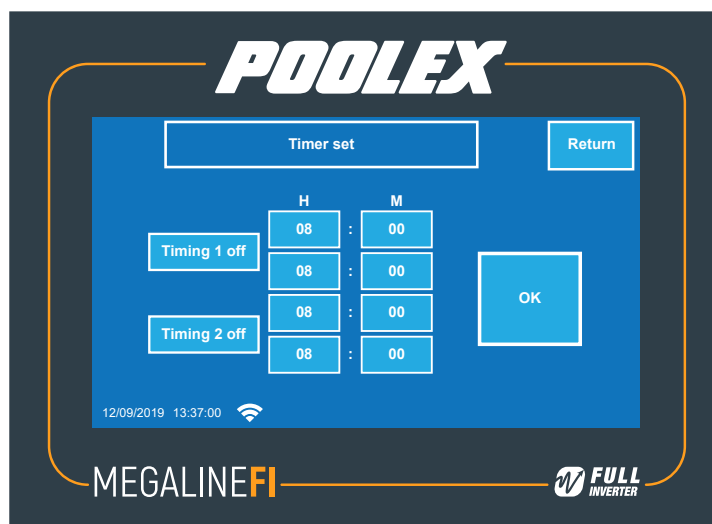 POOLEX
Timer set
Return
H M
08 : 00
Timing 1 off
08 : 00
OK
08 : 00
Timing 2 off
08 : 00
12/09/2019 13:37:00
MEGALINEFI
FULL
INVERTER